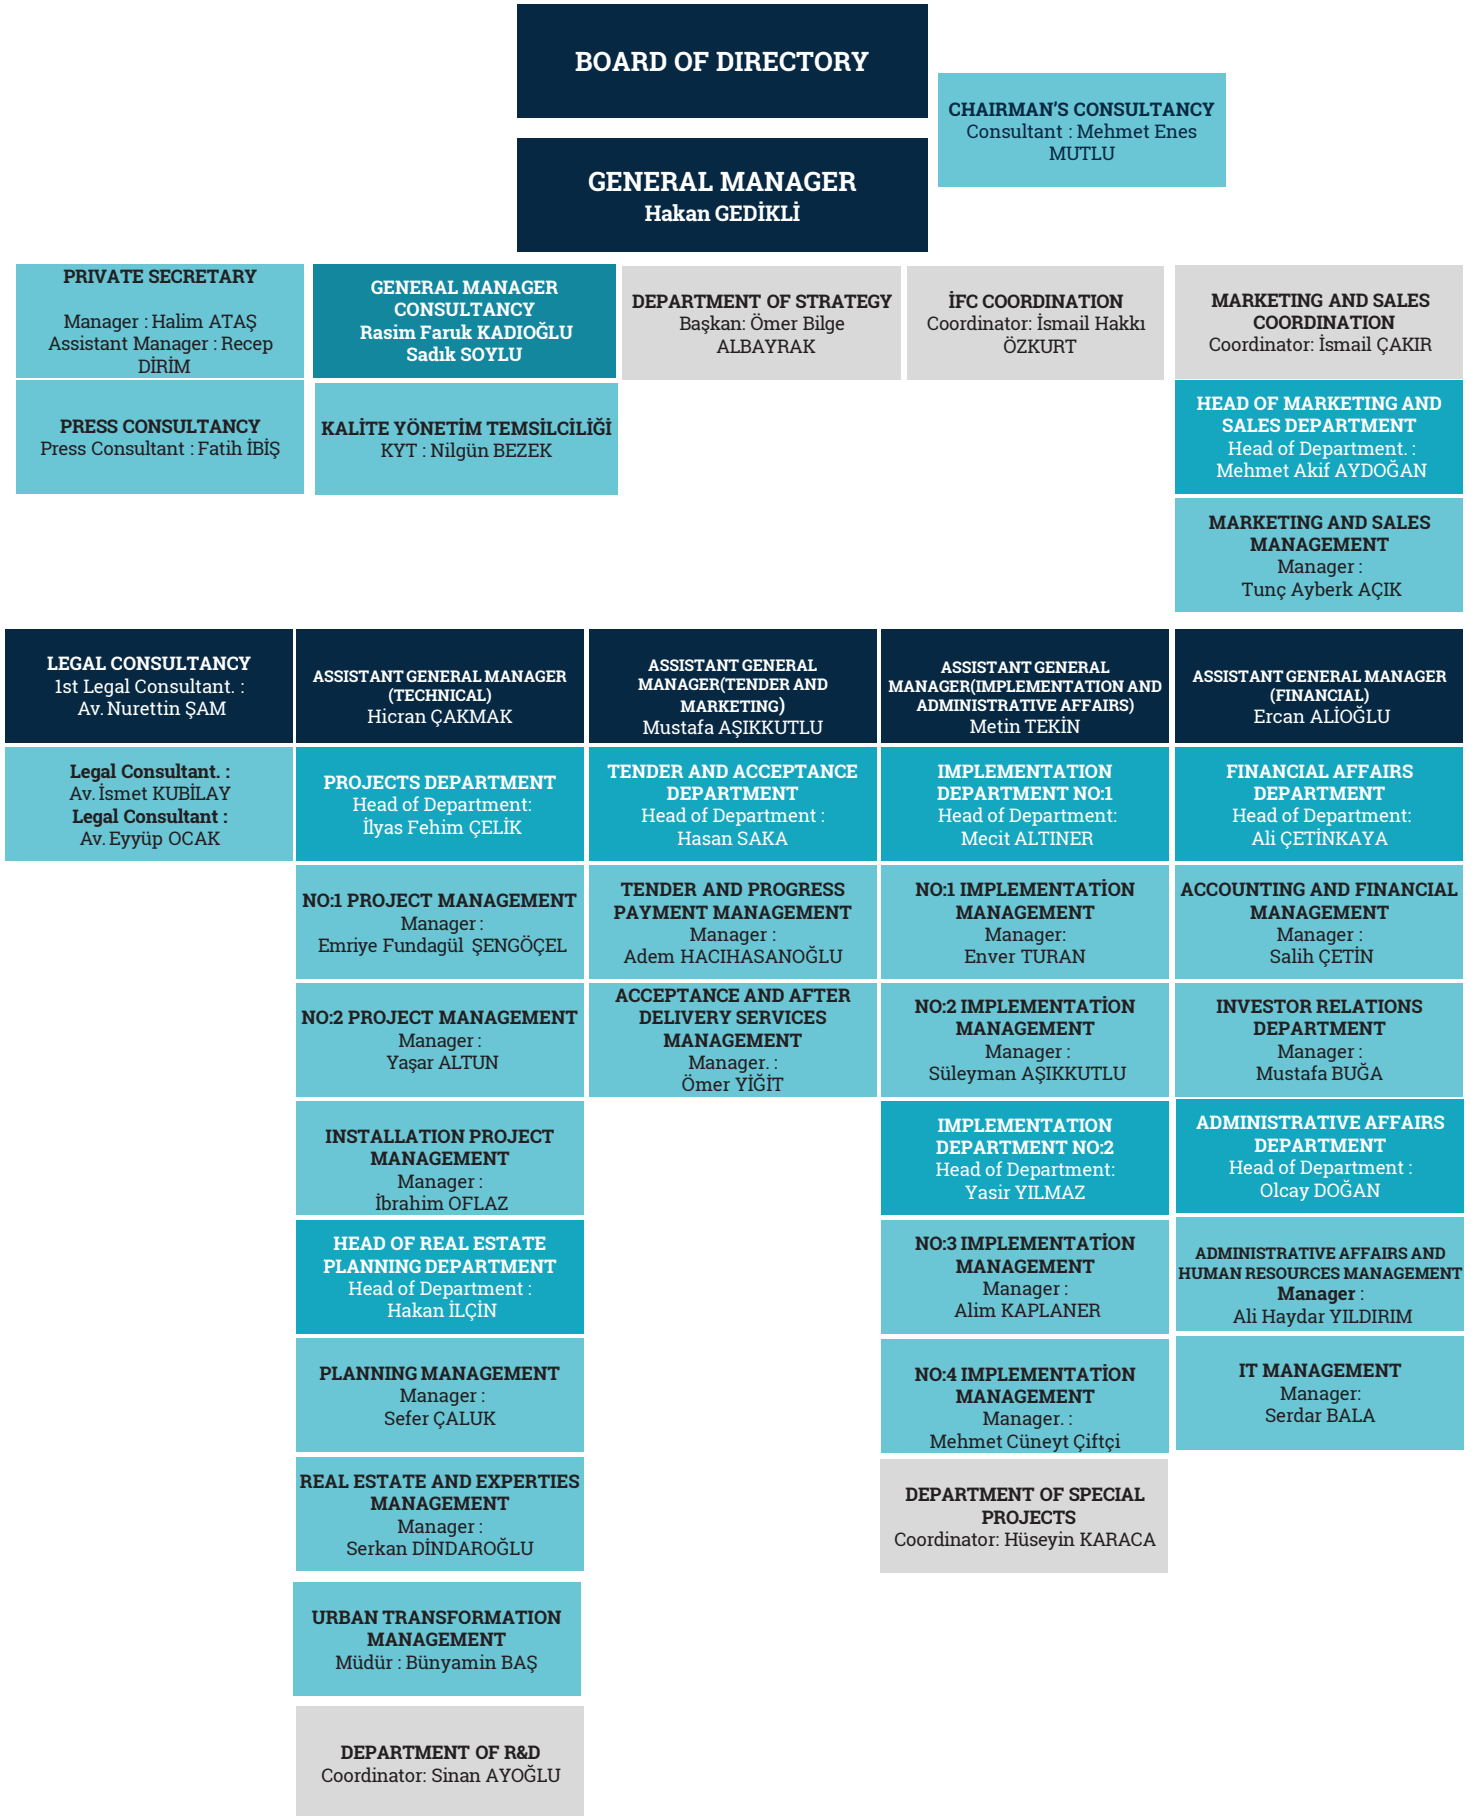 BOARD OF DIRECTORY
CHAIRMAN’S CONSULTANCY
Consultant : Mehmet Enes
MUTLU
GENERAL MANAGER
Hakan GEDİKLİ
PRIVATE SECRETARY
Manager : Halim ATAŞ
Assistant Manager : Recep
DİRİM
GENERAL MANAGER
CONSULTANCY
Rasim Faruk KADIOĞLU
Sadık SOYLU
DEPARTMENT OF STRATEGY
Başkan: Ömer Bilge
ALBAYRAK
İFC COORDINATION
Coordinator: İsmail Hakkı
ÖZKURT
MARKETING AND SALES
COORDINATION
Coordinator: İsmail ÇAKIR
PRESS CONSULTANCY
Press Consultant : Fatih İBİŞ
KALİTE YÖNETİM TEMSİLCİLİĞİ
KYT : Nilgün BEZEK
HEAD OF MARKETING AND
SALES DEPARTMENT
Head of Department. :
Mehmet Akif AYDOĞAN
MARKETING AND SALES
MANAGEMENT
Manager :
Tunç Ayberk AÇIK
LEGAL CONSULTANCY
1st Legal Consultant. :
Av. Nurettin ŞAM
Legal Consultant. :
Av. İsmet KUBİLAY
Legal Consultant :
Av. Eyyüp OCAK
ASSISTANT GENERAL MANAGER
(TECHNICAL)
Hicran ÇAKMAK
PROJECTS DEPARTMENT
Head of Department:
İlyas Fehim ÇELİK
NO:1 PROJECT MANAGEMENT
Manager :
Emriye Fundagül ŞENGÖÇEL
NO:2 PROJECT MANAGEMENT
Manager :
Yaşar ALTUN
INSTALLATION PROJECT
MANAGEMENT
Manager :
İbrahim OFLAZ
HEAD OF REAL ESTATE
PLANNING DEPARTMENT
Head of Department :
Hakan İLÇİN
PLANNING MANAGEMENT
Manager :
Sefer ÇALUK
REAL ESTATE AND EXPERTIES
MANAGEMENT
Manager :
Serkan DİNDAROĞLU
URBAN TRANSFORMATION
MANAGEMENT
Müdür : Bünyamin BAŞ
DEPARTMENT OF R&D
Coordinator: Sinan AYOĞLU
ASSISTANT GENERAL
MANAGER(TENDER AND
MARKETING)
Mustafa AŞIKKUTLU
TENDER AND ACCEPTANCE
DEPARTMENT
Head of Department :
Hasan SAKA
TENDER AND PROGRESS
PAYMENT MANAGEMENT
Manager :
Adem HACIHASANOĞLU
ACCEPTANCE AND AFTER
DELIVERY SERVICES
MANAGEMENT
Manager. :
Ömer YİĞİT
ASSISTANT GENERAL
MANAGER(IMPLEMENTATION AND
ADMINISTRATIVE AFFAIRS)
Metin TEKİN
IMPLEMENTATION
DEPARTMENT NO:1
Head of Department:
Mecit ALTINER
NO:1 IMPLEMENTATİON
MANAGEMENT
Manager:
Enver TURAN
NO:2 IMPLEMENTATİON
MANAGEMENT
Manager :
Süleyman AŞIKKUTLU
IMPLEMENTATION
DEPARTMENT NO:2
Head of Department:
Yasir YILMAZ
NO:3 IMPLEMENTATİON
MANAGEMENT
Manager :
Alim KAPLANER
NO:4 IMPLEMENTATİON
MANAGEMENT
Manager. :
Mehmet Cüneyt Çiftçi
DEPARTMENT OF SPECIAL
PROJECTS
Coordinator: Hüseyin KARACA
ASSISTANT GENERAL MANAGER
(FINANCIAL)
Ercan ALİOĞLU
FINANCIAL AFFAIRS
DEPARTMENT
Head of Department:
Ali ÇETİNKAYA
ACCOUNTING AND FINANCIAL
MANAGEMENT
Manager :
Salih ÇETİN
INVESTOR RELATIONS
DEPARTMENT
Manager :
Mustafa BUĞA
ADMINISTRATIVE AFFAIRS
DEPARTMENT
Head of Department :
Olcay DOĞAN
ADMINISTRATIVE AFFAIRS AND
HUMAN RESOURCES MANAGEMENT
Manager :
Ali Haydar YILDIRIM
IT MANAGEMENT
Manager:
Serdar BALA